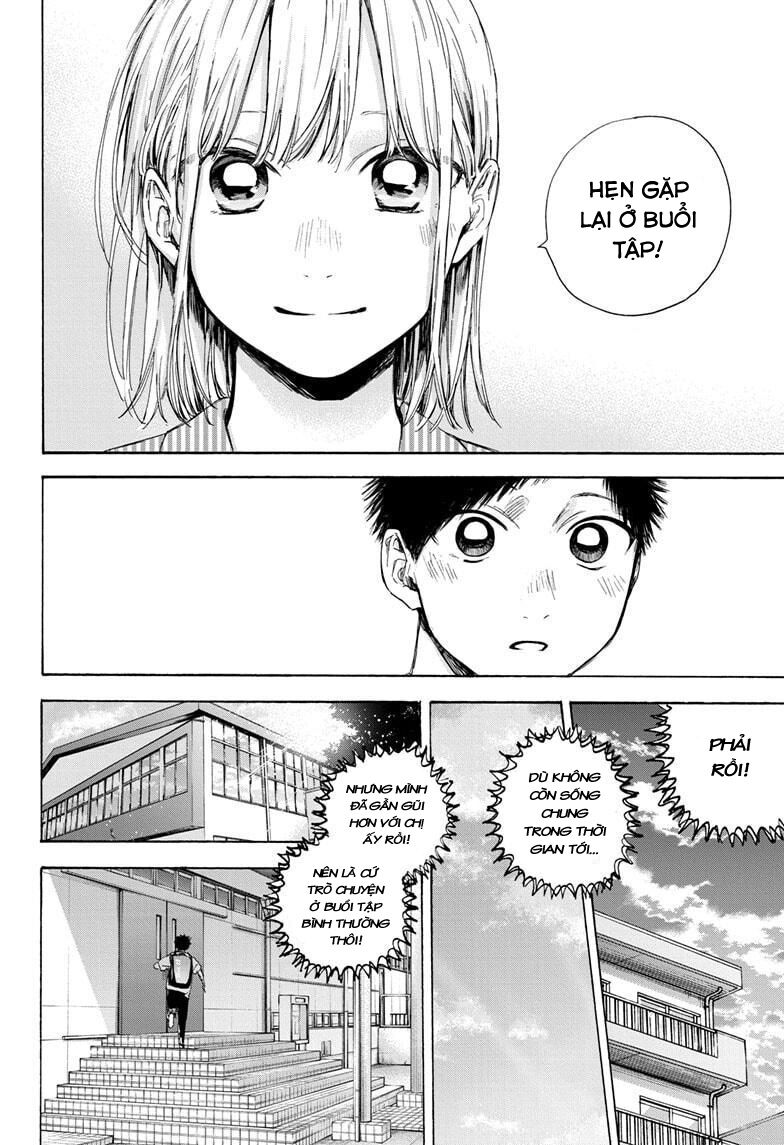 HẸN GẶP
LẠI Ở BUỔI
TẬP!
PHẢI
RỒI!
DÙ KHÔNG
CÒN SỐNG
CHUNG
TRONG THỜI
GIAN TỚI...
NHƯNG MÌNH
ĐÃ GẦN GŨI
HƠN VỚI CHỊ
ẤY RỒI!
NÊN LÀ CỨ
TRÒ CHUYỆN
Ở BUỔI TẬP
BÌNH THƯỜNG
THÔI!